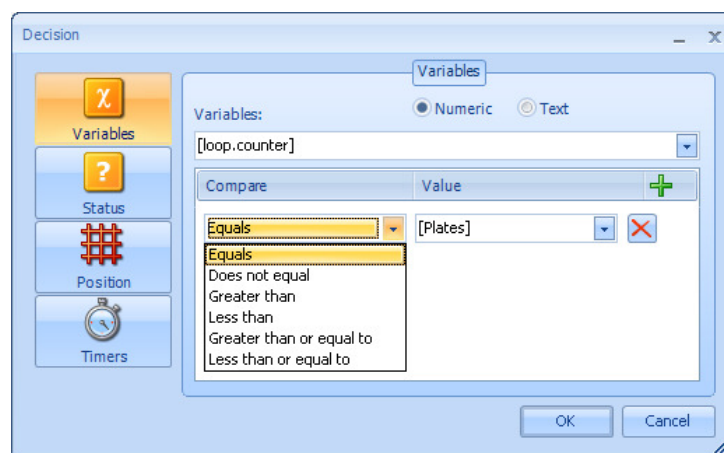 Decision
Variables
Variables
Variables:
Numeric
Text
[loop.counter]
Compare
Value
Status
Equals
[Plates]
Equals
Does not equal
Greater than
Less than
Greater than or equal to
Less than or equal to
Position
Timers
OK
Cancel